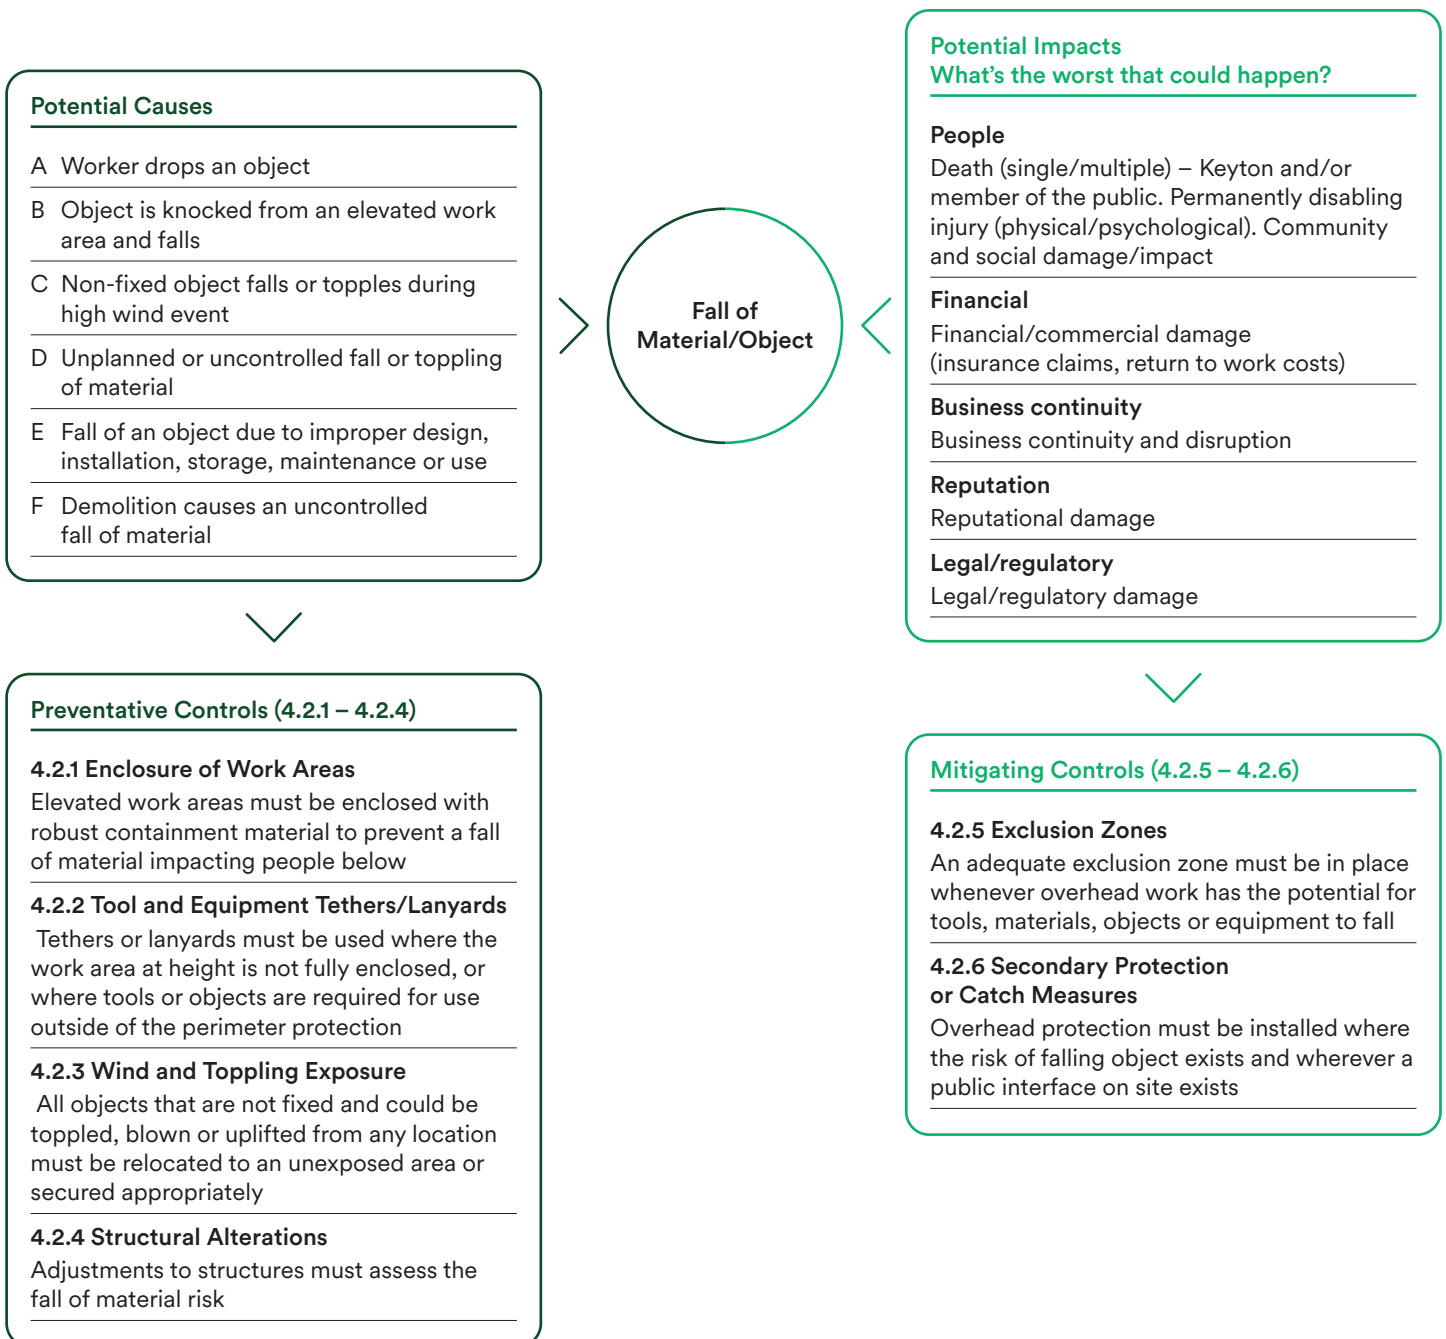 Potential Causes
A Worker drops an object
B Object is knocked from an elevated work
area and falls
C Non-fixed object falls or topples during
high wind event
D Unplanned or uncontrolled fall or toppling
of material
E Fall of an object due to improper design,
installation, storage, maintenance or use
F Demolition causes an uncontrolled
fall of material
Preventative Controls (4.2.1 – 4.2.4)
4.2.1 Enclosure of Work Areas
Elevated work areas must be enclosed with
robust containment material to prevent a fall
of material impacting people below
4.2.2 Tool and Equipment Tethers/Lanyards
Tethers or lanyards must be used where the
work area at height is not fully enclosed, or
where tools or objects are required for use
outside of the perimeter protection
4.2.3 Wind and Toppling Exposure
All objects that are not fixed and could be
toppled, blown or uplifted from any location
must be relocated to an unexposed area or
secured appropriately
4.2.4 Structural Alterations
Adjustments to structures must assess the
fall of material risk
Fall of
Material/Object
Potential Impacts
What’s the worst that could happen?
People
Death (single/multiple) – Keyton and/or
member of the public. Permanently disabling
injury (physical/psychological). Community
and social damage/impact
Financial
Financial/commercial damage
(insurance claims, return to work costs)
Business continuity
Business continuity and disruption
Reputation
Reputational damage
Legal/regulatory
Legal/regulatory damage
Mitigating Controls (4.2.5 – 4.2.6)
4.2.5 Exclusion Zones
An adequate exclusion zone must be in place
whenever overhead work has the potential for
tools, materials, objects or equipment to fall
4.2.6 Secondary Protection
or Catch Measures
Overhead protection must be installed where
the risk of falling object exists and wherever a
public interface on site exists